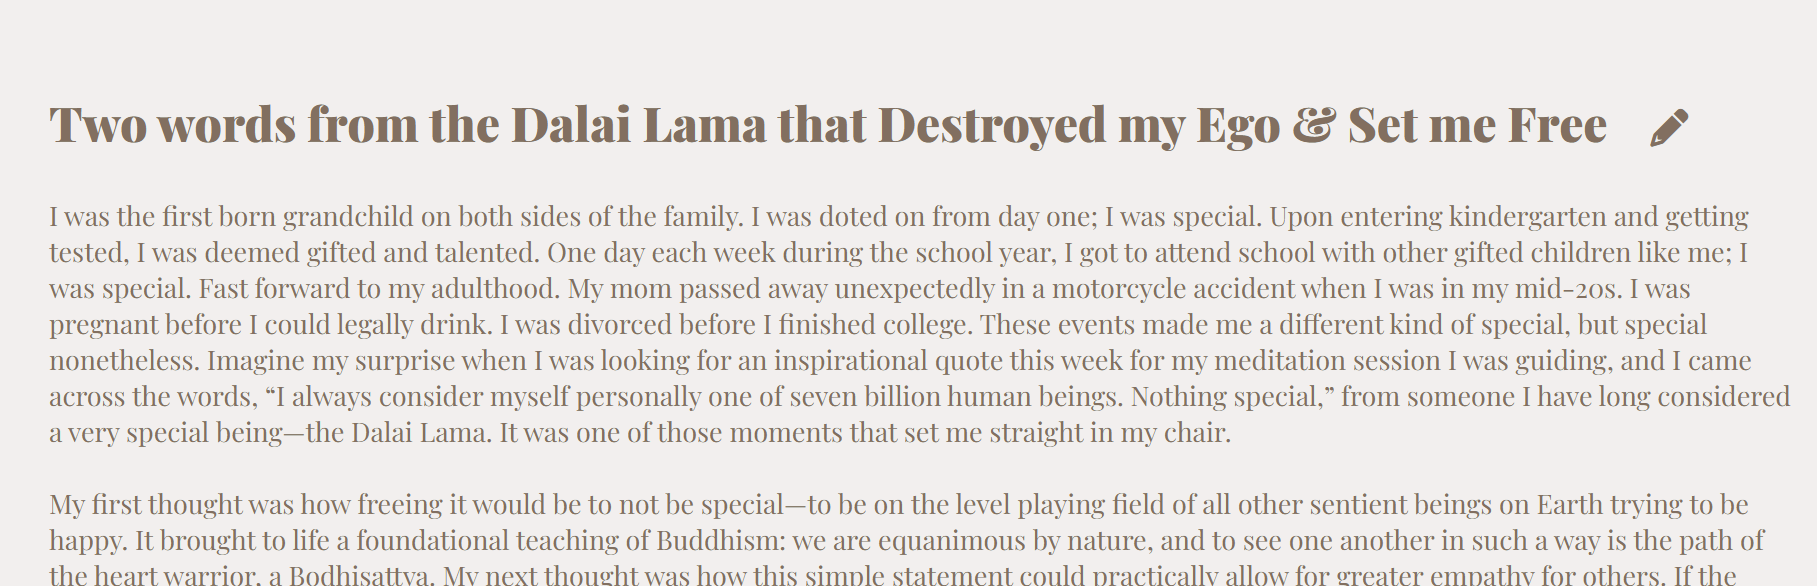 Two words from the Dalai Lama that Destroyed my Ego & Set me Free
I was the first born grandchild on both sides of the family. I was doted on from day one; I was special. Upon entering kindergarten and getting
tested, I was deemed gifted and talented. One day each week during the school year, I got to attend school with other gifted children like me; I
was special. Fast forward to my adulthood. My mom passed away unexpectedly in a motorcycle accident when I was in my mid-20s. I was
pregnant before I could legally drink. I was divorced before I finished college. These events made me a different kind of special, but special
nonetheless. Imagine my surprise when I was looking for an inspirational quote this week for my meditation session I was guiding, and I came
across the words, “I always consider myself personally one of seven billion human beings. Nothing special,” from someone I have long considered
a very special being—the Dalai Lama. It was one of those moments that set me straight in my chair.
My first thought was how freeing it would be to not be special—to be on the level playing field of all other sentient beings on Earth trying to be
happy. It brought to life a foundational teaching of Buddhism: we are equanimous by nature, and to see one another in such a way is the path of
the heart warrior, a Bodhisattva. My next thought was how this simple statement could practically allow for greater empathy for others. If the